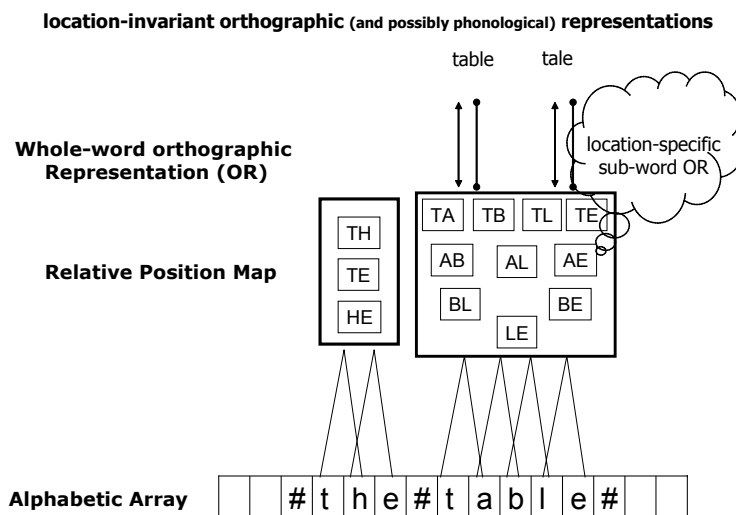 location-invariant orthographic (and possibly phonological) representations
table tale
location-specific
sub-word OR
Whole-word orthographic
Representation (OR)
TA TB TL TE
TH
AB AL AE
Relative Position Map
TE
BL BE
HE
LE
Alphabetic Array
# t h e # t a b l e #